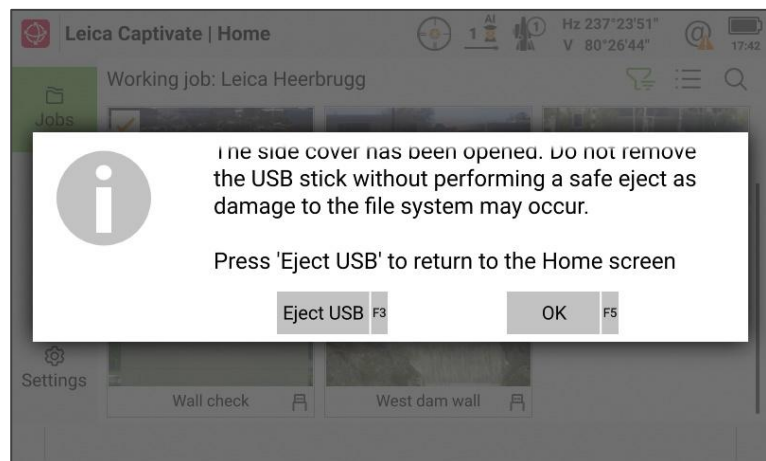 Leica Captivate | Home
1
AI
1
Hz 237°23'51"
V 80°26'44"
17:42
Working job: Leica Heerbrugg
Jobs
The side cover has been opened. Do not remove
the USB stick without performing a safe eject as
damage to the file system may occur.
Press 'Eject USB' to return to the Home screen
Eject USB F3
OK F5
Settings
Wall check
West dam wall